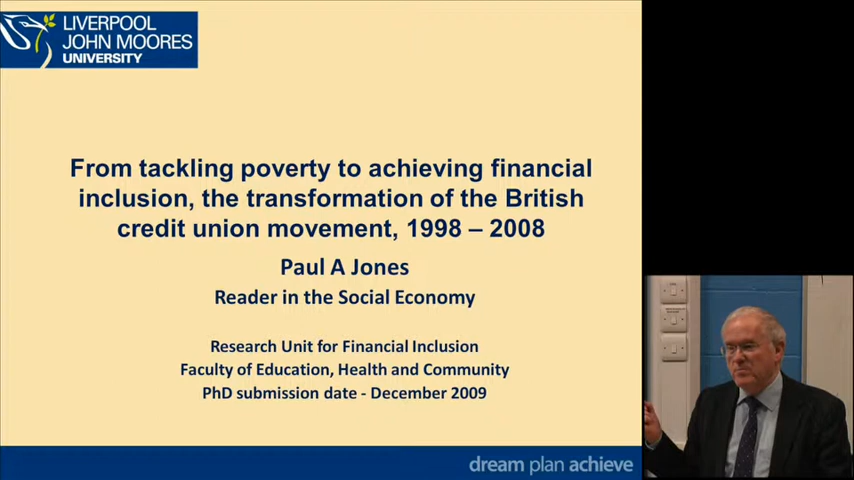 LIVERPOOL
JOHN MOORES
UNIVERSITY
From tackling poverty to achieving financial
inclusion, the transformation of the British
credit union movement, 1998 – 2008
Paul A Jones
Reader in the Social Economy
Research Unit for Financial Inclusion
Faculty of Education, Health and Community
PhD submission date - December 2009
dream plan achieve